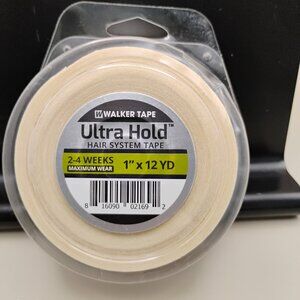 WALKER TAPE
Ultra Hold™
HAIR SYSTEM TAPE
2-4 WEEKS
MAXIMUM WEAR
1" x 12 YD
8 16090 02169 2